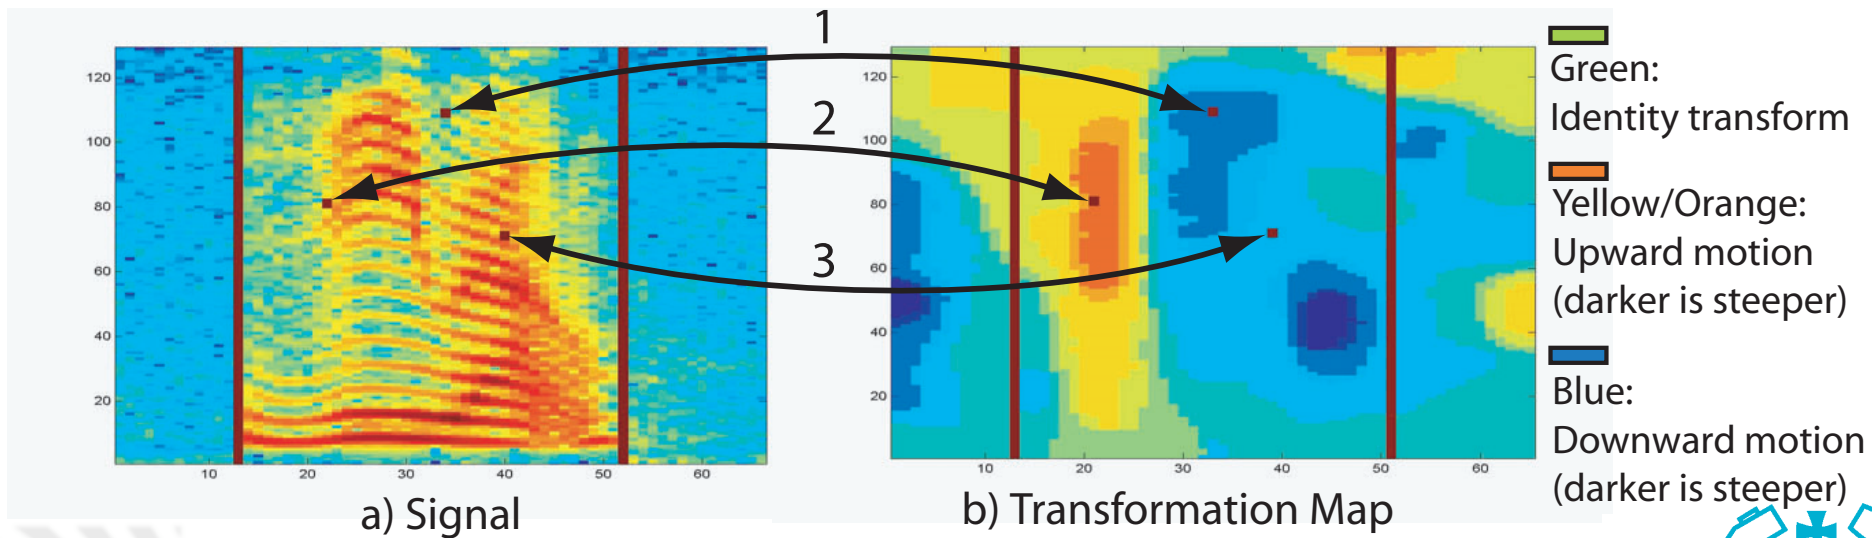 1
2
3
120
100
80
60
40
20
10 20 30 40 50 60
a) Signal
120
100
80
60
40
20
10 20 30 40 50 60
b) Transformation Map
Green:
Identity transform
Yellow/Orange:
Upward motion
(darker is steeper)
Blue:
Downward motion
(darker is steeper)